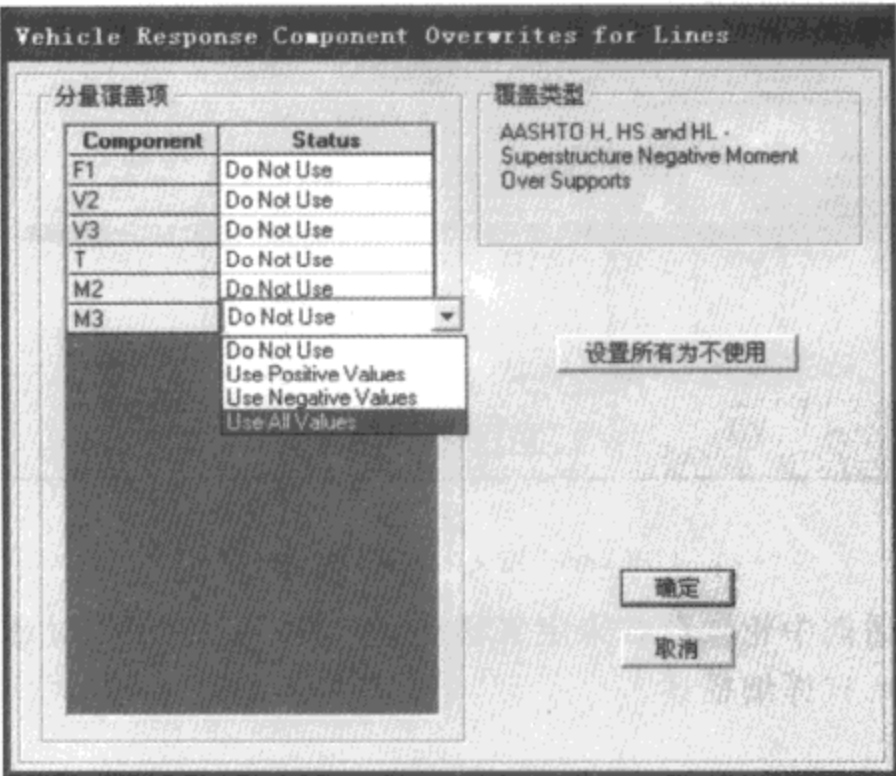 Vehicle Response Component Overwrites for Lines
分量覆盖项
Component Status
F1 Do Not Use
V2 Do Not Use
V3 Do Not Use
T Do Not Use
M2 Do Not Use
M3 Do Not Use
Do Not Use
Use Positive Values
Use Negative Values
Use All Values
覆盖类型
AASHTO H, HS and HL -
Superstructure Negative Moment
Over Supports
设置所有为不使用
确定
取消